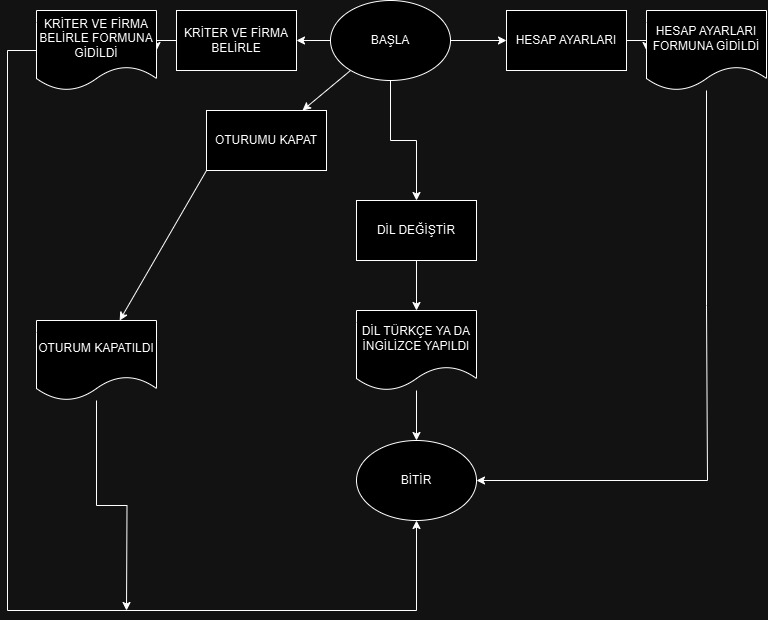 KRİTER VE FİRMA
BELİRLE FORMUNA
GİDİLDİ
KRİTER VE FİRMA
BELİRLE
BAŞLA
HESAP AYARLARI
HESAP AYARLARI
FORMUNA GİDİLDİ
OTURUMU KAPAT
DİL DEĞİŞTİR
OTURUM KAPATILDI
DİL TÜRKÇE YA DA
İNGİLİZCE YAPILDI
BİTİR